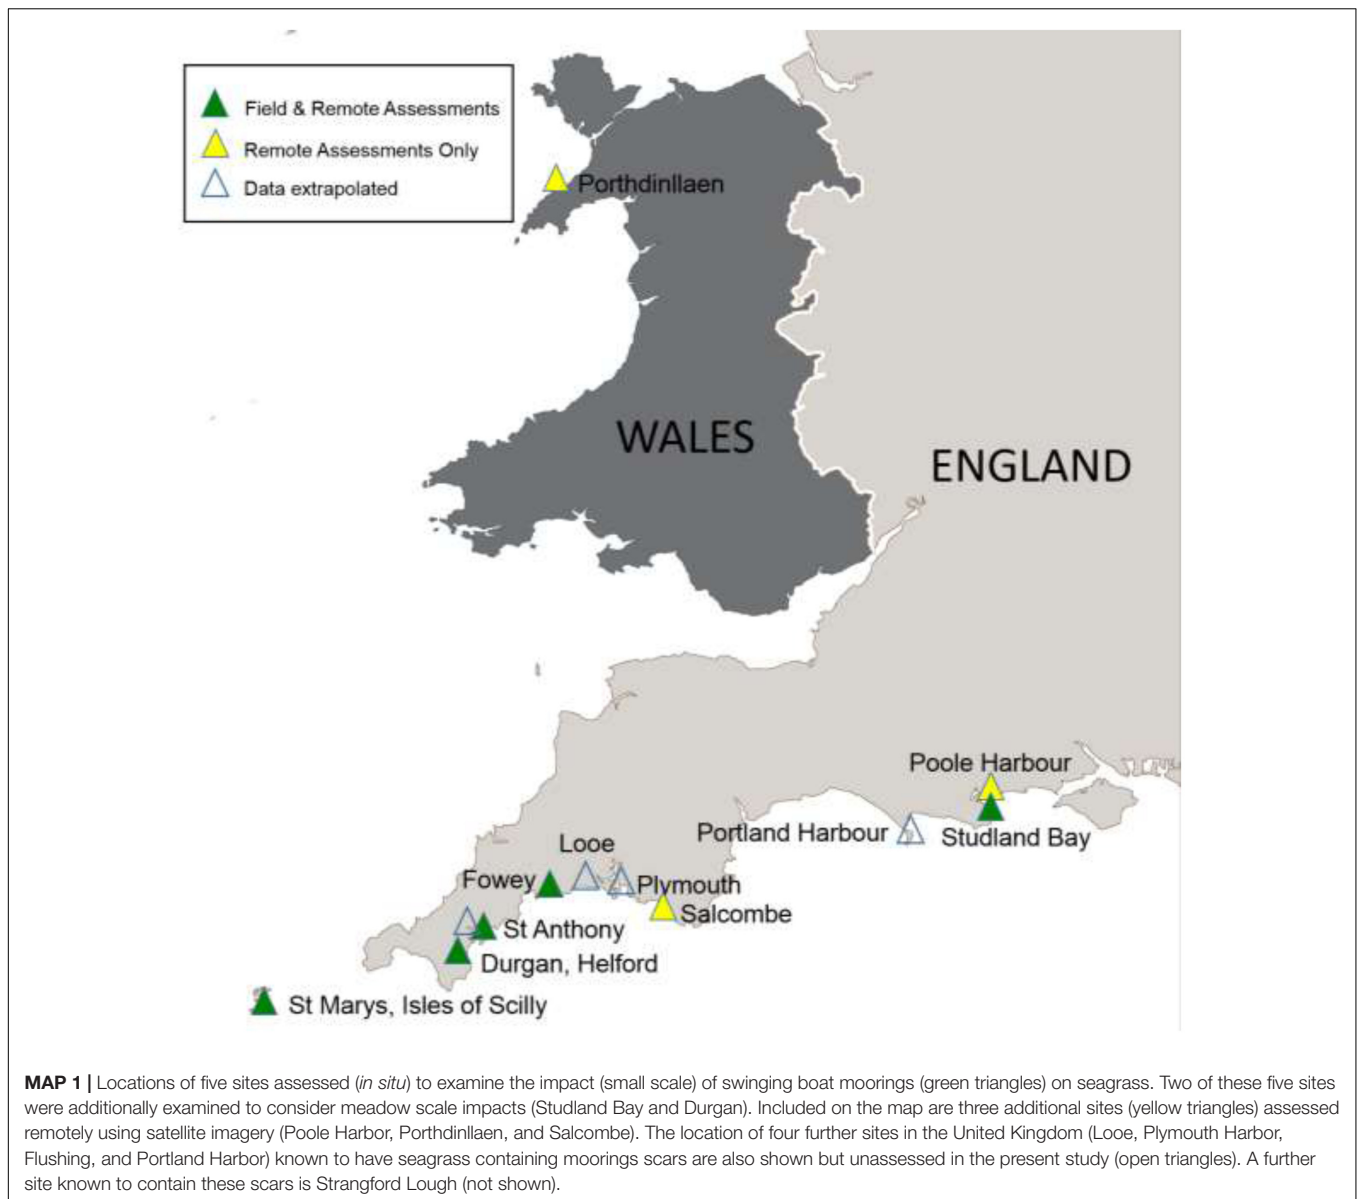 Field & Remote Assessments
Remote Assessments Only
Data extrapolated
Porthdinllaen
WALES
ENGLAND
Poole Harbour
Portland Harbour
Studland Bay
Looe
Fowey
Plymouth
Salcombe
St Anthony
Durgan, Helford
St Marys, Isles of Scilly
MAP 1 | Locations of five sites assessed (in situ) to examine the impact (small scale) of swinging boat moorings (green triangles) on seagrass. Two of these five sites
were additionally examined to consider meadow scale impacts (Studland Bay and Durgan). Included on the map are three additional sites (yellow triangles) assessed
remotely using satellite imagery (Poole Harbor, Porthdinllaen, and Salcombe). The location of four further sites in the United Kingdom (Looe, Plymouth Harbor,
Flushing, and Portland Harbor) known to have seagrass containing moorings scars are also shown but unassessed in the present study (open triangles). A further
site known to contain these scars is Strangford Lough (not shown).